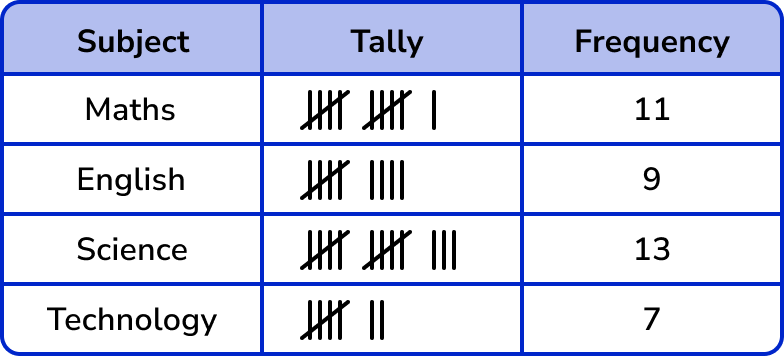 Subject Tally Frequency
Maths 11
English 9
Science 13
Technology 7